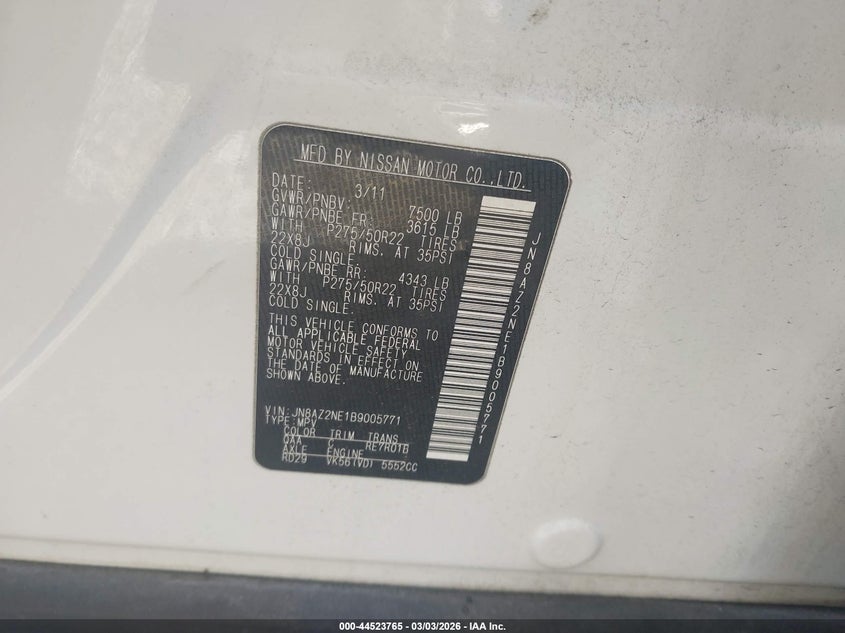 MFD BY NISSAN MOTOR CO.,LTD.
DATE: 3/11
GVWR/PNBV: 7500 LB
GAWR/PNBE FR: 3615 LB
WITH P275/50R22 TIRES
22X8J RIMS. AT 35PSI
COLD SINGLE.
GAWR/PNBE RR: 4343 LB
WITH P275/50R22 TIRES
22X8J RIMS. AT 35PSI
COLD SINGLE.
THIS VEHICLE CONFORMS TO
ALL APPLICABLE FEDERAL
MOTOR VEHICLE SAFETY
STANDARDS IN EFFECT ON
THE DATE OF MANUFACTURE
SHOWN ABOVE.
VIN: JN8AZ2NE1B9005771
TYPE: MPV
COLOR TRIM TRANS
QAA C RE7R01B
AXLE ENGINE
RD29 VK56(VD) 5552CC
JN8AZ2NE1B9005771
000-44523765 - 03/03/2026 - IAA Inc.